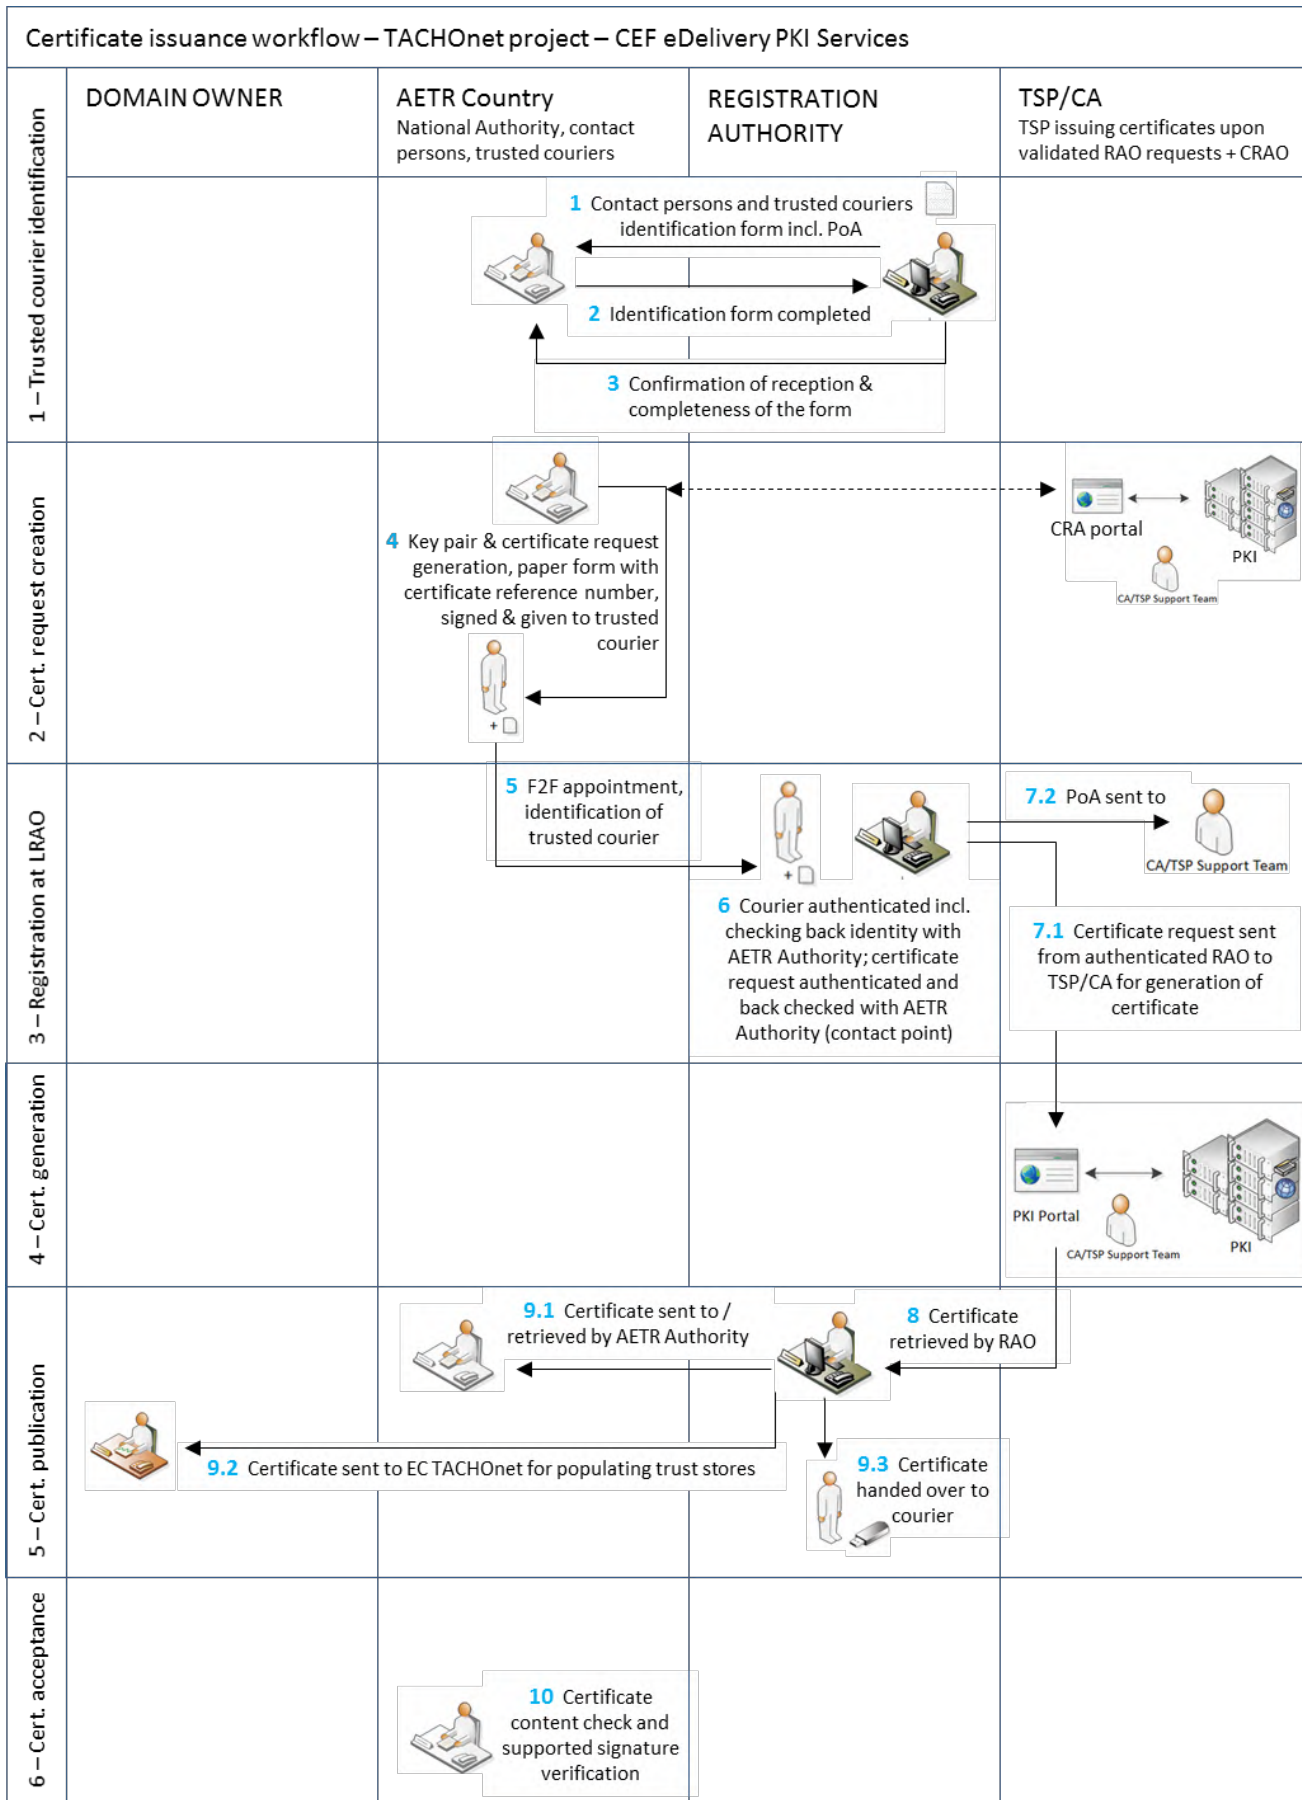 Certificate issuance workflow – TACHOnet project – CEF eDelivery PKI Services
DOMAIN OWNER
AETR Country
National Authority, contact
persons, trusted couriers
REGISTRATION
AUTHORITY
TSP/CA
TSP issuing certificates upon
validated RAO requests + CRAO
1 – Trusted courier identification
1 Contact persons and trusted couriers
identification form incl. PoA
2 Identification form completed
3 Confirmation of reception &
completeness of the form
2 – Cert. request creation
4 Key pair & certificate request
generation, paper form with
certificate reference number,
signed & given to trusted
courier
+
CRA portal
PKI
CA/TSP Support Team
3 – Registration at LRAO
5 F2F appointment,
identification of
trusted courier
+
6 Courier authenticated incl.
checking back identity with
AETR Authority; certificate
request authenticated and
back checked with AETR
Authority (contact point)
7.2 PoA sent to
CA/TSP Support Team
7.1 Certificate request sent
from authenticated RAO to
TSP/CA for generation of
certificate
4 – Cert. generation
PKI Portal
CA/TSP Support Team
PKI
5 – Cert. publication
9.1 Certificate sent to /
retrieved by AETR Authority
8 Certificate
retrieved by RAO
9.2 Certificate sent to EC TACHOnet for populating trust stores
9.3 Certificate
handed over to
courier
6 – Cert. acceptance
10 Certificate
content check and
supported signature
verification